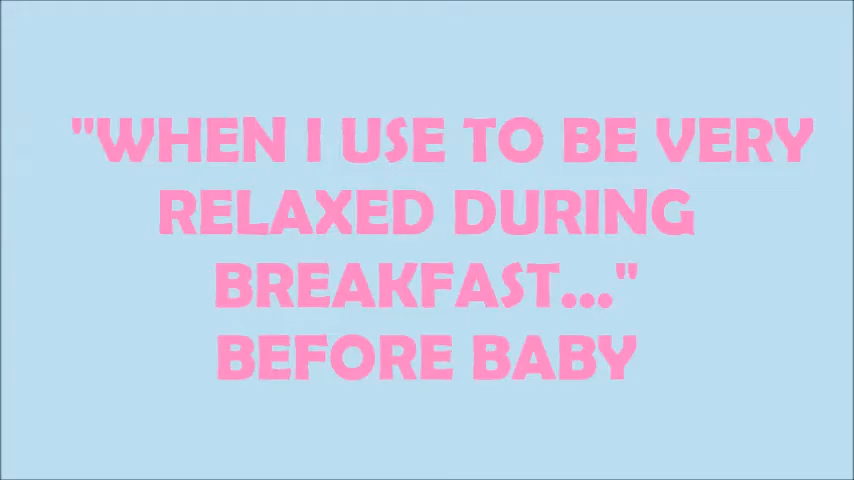 "WHEN I USE TO BE VERY
RELAXED DURING
BREAKFAST..."
BEFORE BABY